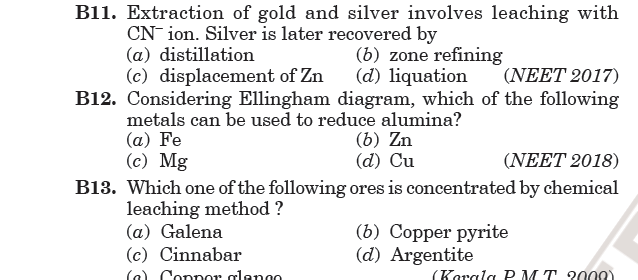 B11. Extraction of gold and silver involves leaching with
CN⁻ ion. Silver is later recovered by
(a) distillation (b) zone refining
(c) displacement of Zn (d) liquation (NEET 2017)
B12. Considering Ellingham diagram, which of the following
metals can be used to reduce alumina?
(a) Fe (b) Zn
(c) Mg (d) Cu (NEET 2018)
B13. Which one of the following ores is concentrated by chemical
leaching method ?
(a) Galena (b) Copper pyrite
(c) Cinnabar (d) Argentite
(e) Copper glance (Kerala P.M.T. 2009)